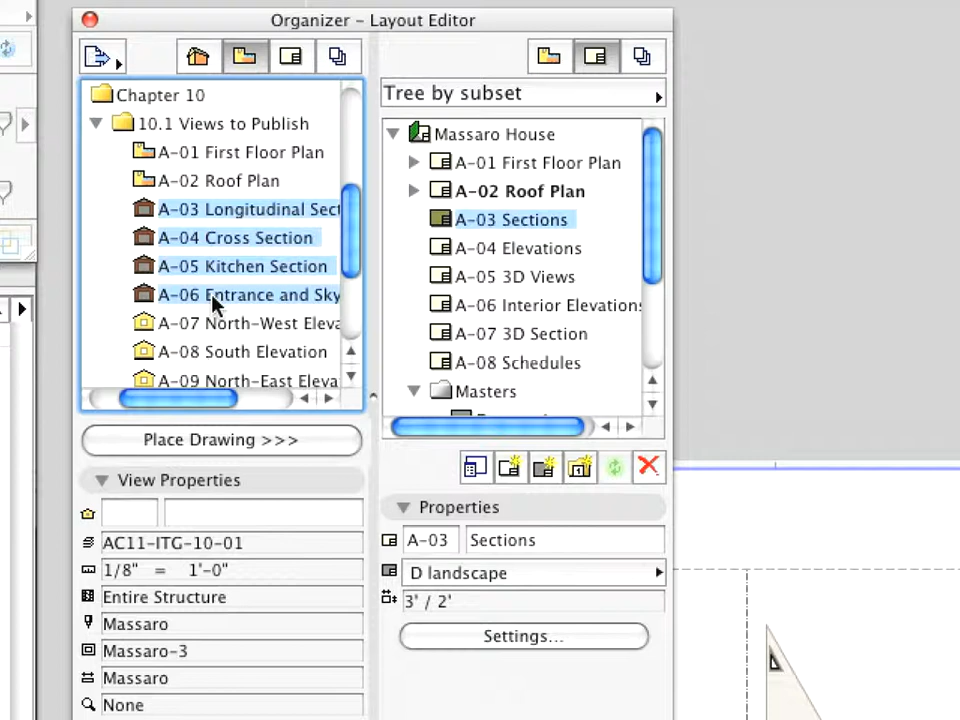 Organizer - Layout Editor
Chapter 10
10.1 Views to Publish
A-01 First Floor Plan
A-02 Roof Plan
A-03 Longitudinal Sect
A-04 Cross Section
A-05 Kitchen Section
A-06 Entrance and Sky
A-07 North-West Eleva
A-08 South Elevation
A-09 North-East Eleva
Place Drawing >>>
View Properties
AC11-ITG-10-01
1/8" = 1'-0"
Entire Structure
Massaro
Massaro-3
Massaro
None
Tree by subset
Massaro House
A-01 First Floor Plan
A-02 Roof Plan
A-03 Sections
A-04 Elevations
A-05 3D Views
A-06 Interior Elevations
A-07 3D Section
A-08 Schedules
Masters
Properties
A-03 Sections
D landscape
3' / 2'
Settings...